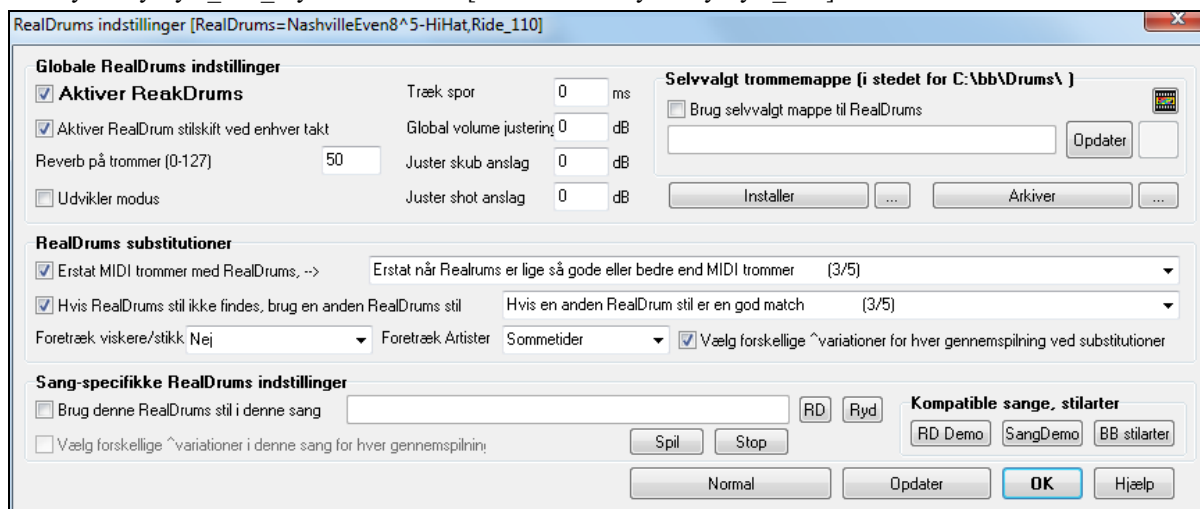 RealDrums indstillinger [RealDrums=NashvilleEven8^5-HiHat,Ride_110]
Globale RealDrums indstillinger
Aktiver ReakDrums
Træk spor 0 ms
Aktiver RealDrum stilskift ved enhver takt
Global volume justering 0 dB
Reverb på trommer (0-127) 50
Juster skub anslag 0 dB
Udvikler modus
Juster shot anslag 0 dB
Selvvalgt trommemappe (i stedet for C:\bb\Drums\ )
Brug selvvalgt mappe til RealDrums
Opdater
Installer ... Arkiver ...
RealDrums substitutioner
Erstat MIDI trommer med RealDrums, --> Erstat når Realrums er lige så gode eller bedre end MIDI trommer (3/5)
Hvis RealDrums stil ikke findes, brug en anden RealDrums stil Hvis en anden RealDrum stil er en god match (3/5)
Foretræk viskere/stikk Nej Foretræk Artister Sommetider Vælg forskellige ^variationer for hver gennemspilning ved substitutioner
Sang-specifikke RealDrums indstillinger
Brug denne RealDrums stil i denne sang RD Ryd
Vælg forskellige ^variationer i denne sang for hver gennemspilning Spil Stop
Kompatible sange, stilarter
RD Demo SangDemo BB stilarter
Normal Opdater OK Hjælp